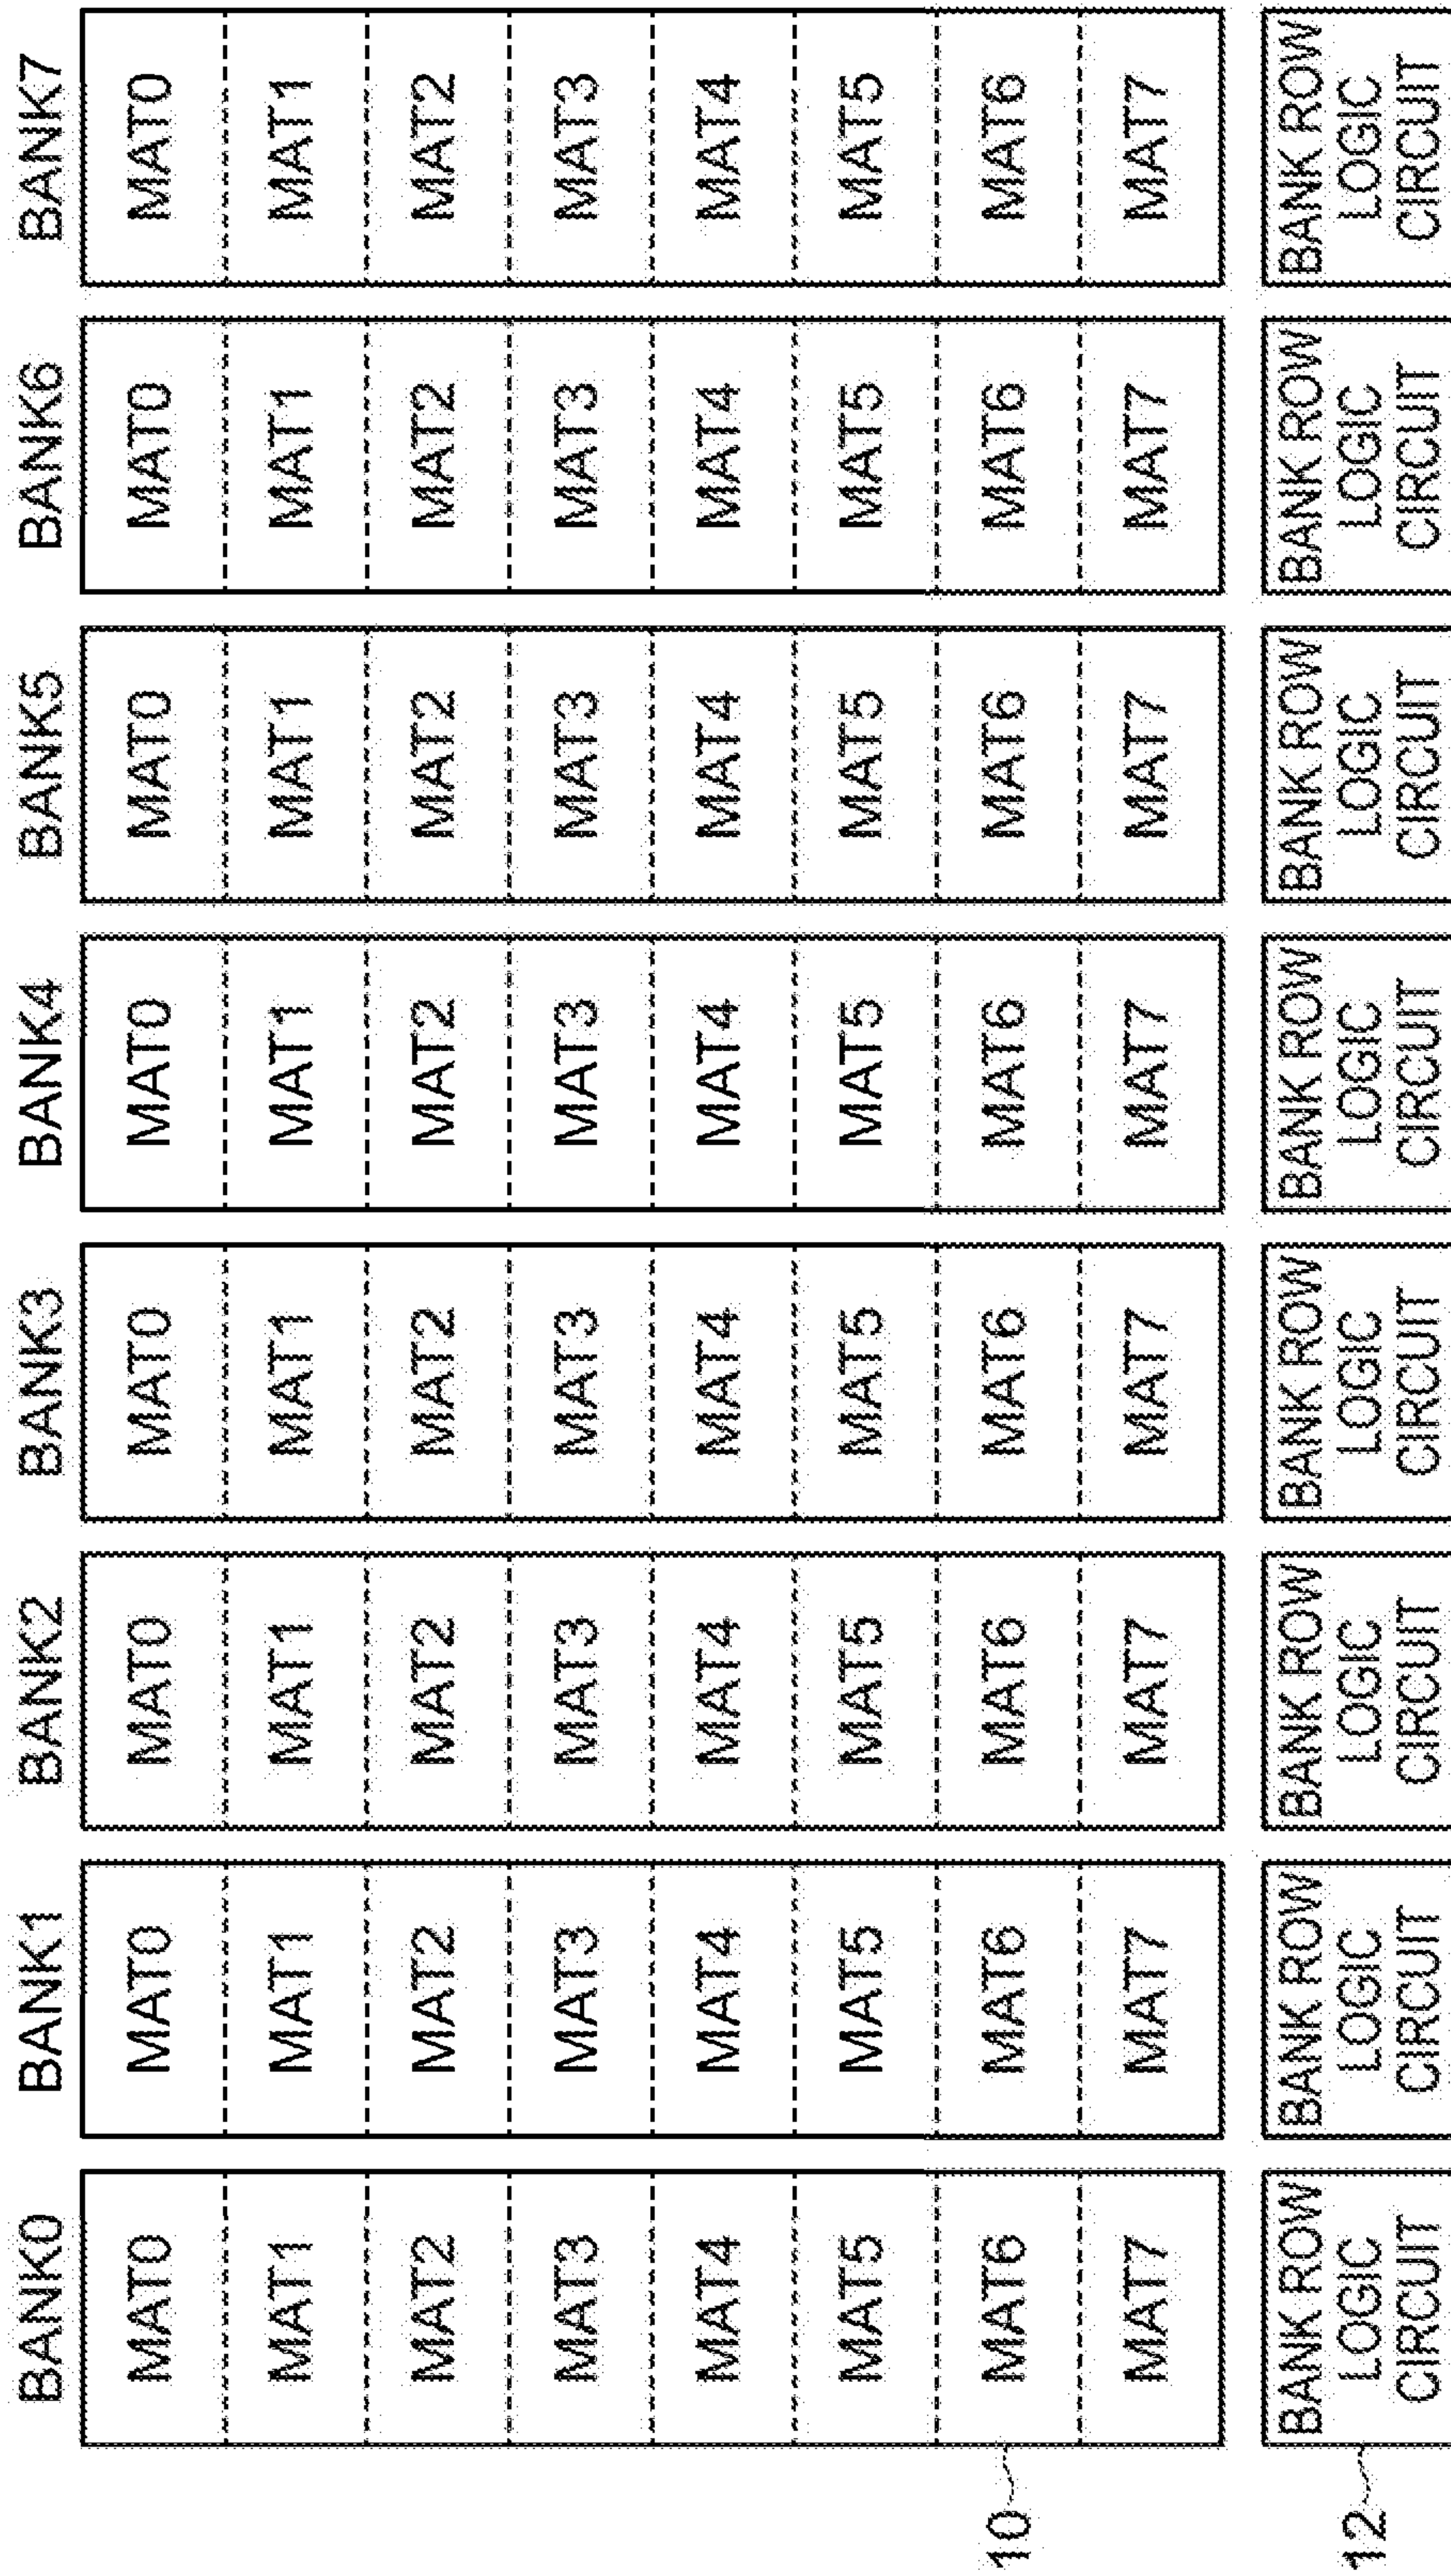 BANK0 BANK1 BANK2 BANK3 BANK4 BANK5 BANK6 BANK7
MAT0 MAT0 MAT0 MAT0 MAT0 MAT0 MAT0 MAT0
MAT1 MAT1 MAT1 MAT1 MAT1 MAT1 MAT1 MAT1
MAT2 MAT2 MAT2 MAT2 MAT2 MAT2 MAT2 MAT2
MAT3 MAT3 MAT3 MAT3 MAT3 MAT3 MAT3 MAT3
MAT4 MAT4 MAT4 MAT4 MAT4 MAT4 MAT4 MAT4
MAT5 MAT5 MAT5 MAT5 MAT5 MAT5 MAT5 MAT5
10 MAT6 MAT6 MAT6 MAT6 MAT6 MAT6 MAT6 MAT6
MAT7 MAT7 MAT7 MAT7 MAT7 MAT7 MAT7 MAT7
BANK ROW BANK ROW BANK ROW BANK ROW BANK ROW BANK ROW BANK ROW BANK ROW
12 LOGIC LOGIC LOGIC LOGIC LOGIC LOGIC LOGIC LOGIC
CIRCUIT CIRCUIT CIRCUIT CIRCUIT CIRCUIT CIRCUIT CIRCUIT CIRCUIT